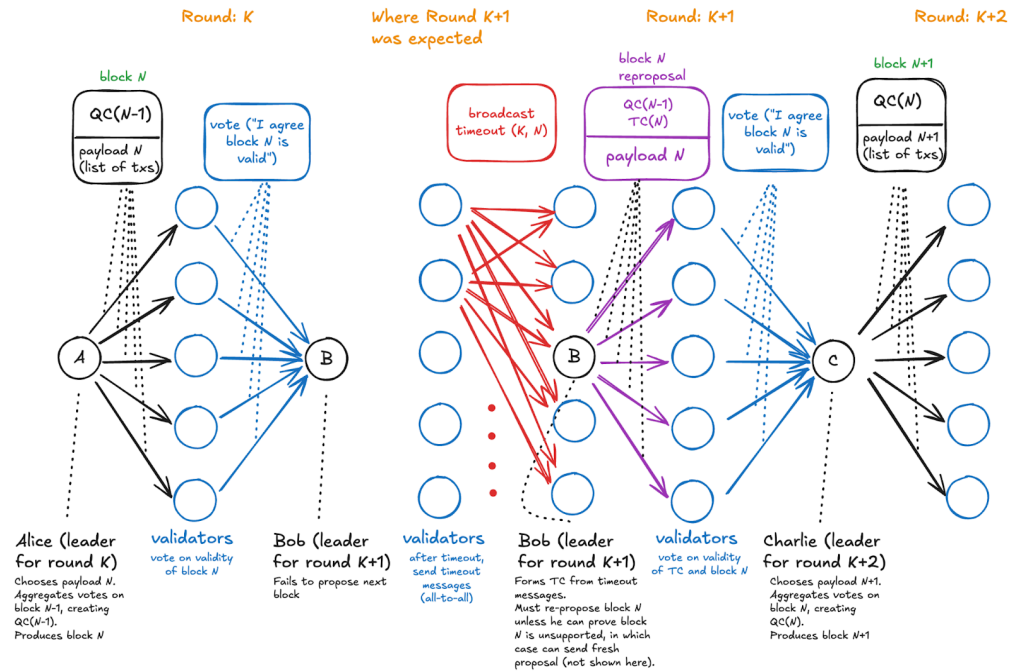 Round: K
Where Round K+1
was expected
Round: K+1
Round: K+2
block N
QC(N-1)
payload N
(list of txs)
vote ("I agree
block N is
valid")
broadcast
timeout (K, N)
block N
reproposal
QC(N-1)
TC(N)
payload N
vote ("I agree
block N is
valid")
block N+1
QC(N)
payload N+1
(list of txs)
A
B
B
C
Alice (leader
for round K)
Chooses payload N.
Aggregates votes on
block N-1, creating
QC(N-1).
Produces block N
validators
vote on validity
of block N
Bob (leader
for round K+1)
Fails to propose next
block
validators
after timeout,
send timeout
messages
(all-to-all)
Bob (leader
for round K+1)
Forms TC from timeout
messages.
Must re-propose block N
unless he can prove block
N is unsupported, in which
case can send fresh
proposal (not shown here).
validators
vote on validity
of TC and block N
Charlie (leader
for round K+2)
Chooses payload N+1.
Aggregates votes on
block N, creating
QC(N).
Produces block N+1